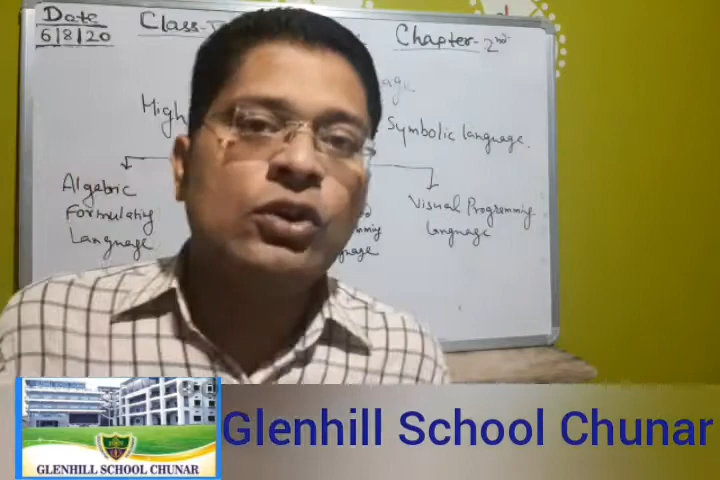 Date
6/8/20
Class-
Chapter-2nd
High
Symbolic language.
Algebric
Formulating
Language
Visual Programming
language
GLENHILL SCHOOL CHUNAR
Glenhill School Chunar